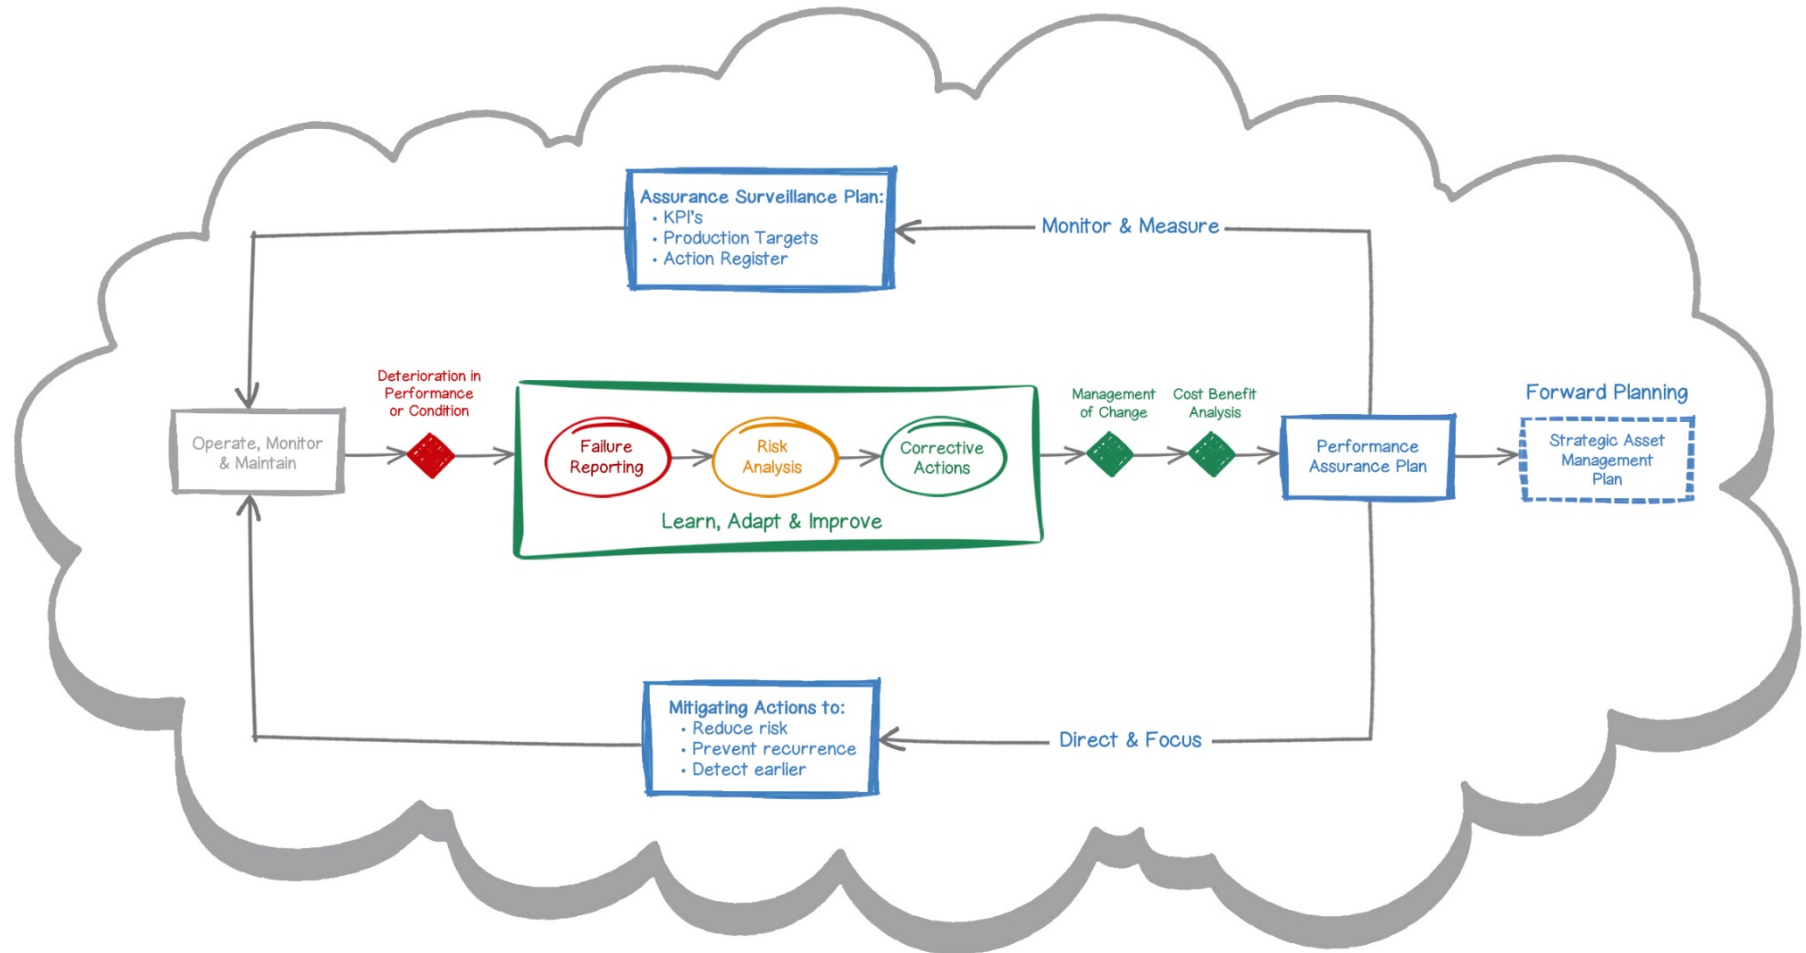 Assurance Surveillance Plan:
• KPI's
• Production Targets
• Action Register
Monitor & Measure
Operate, Monitor
& Maintain
Deterioration in
Performance
or Condition
Failure
Reporting
Risk
Analysis
Corrective
Actions
Learn, Adapt & Improve
Management
of Change
Cost Benefit
Analysis
Performance
Assurance Plan
Forward Planning
Strategic Asset
Management
Plan
Mitigating Actions to:
• Reduce risk
• Prevent recurrence
• Detect earlier
Direct & Focus